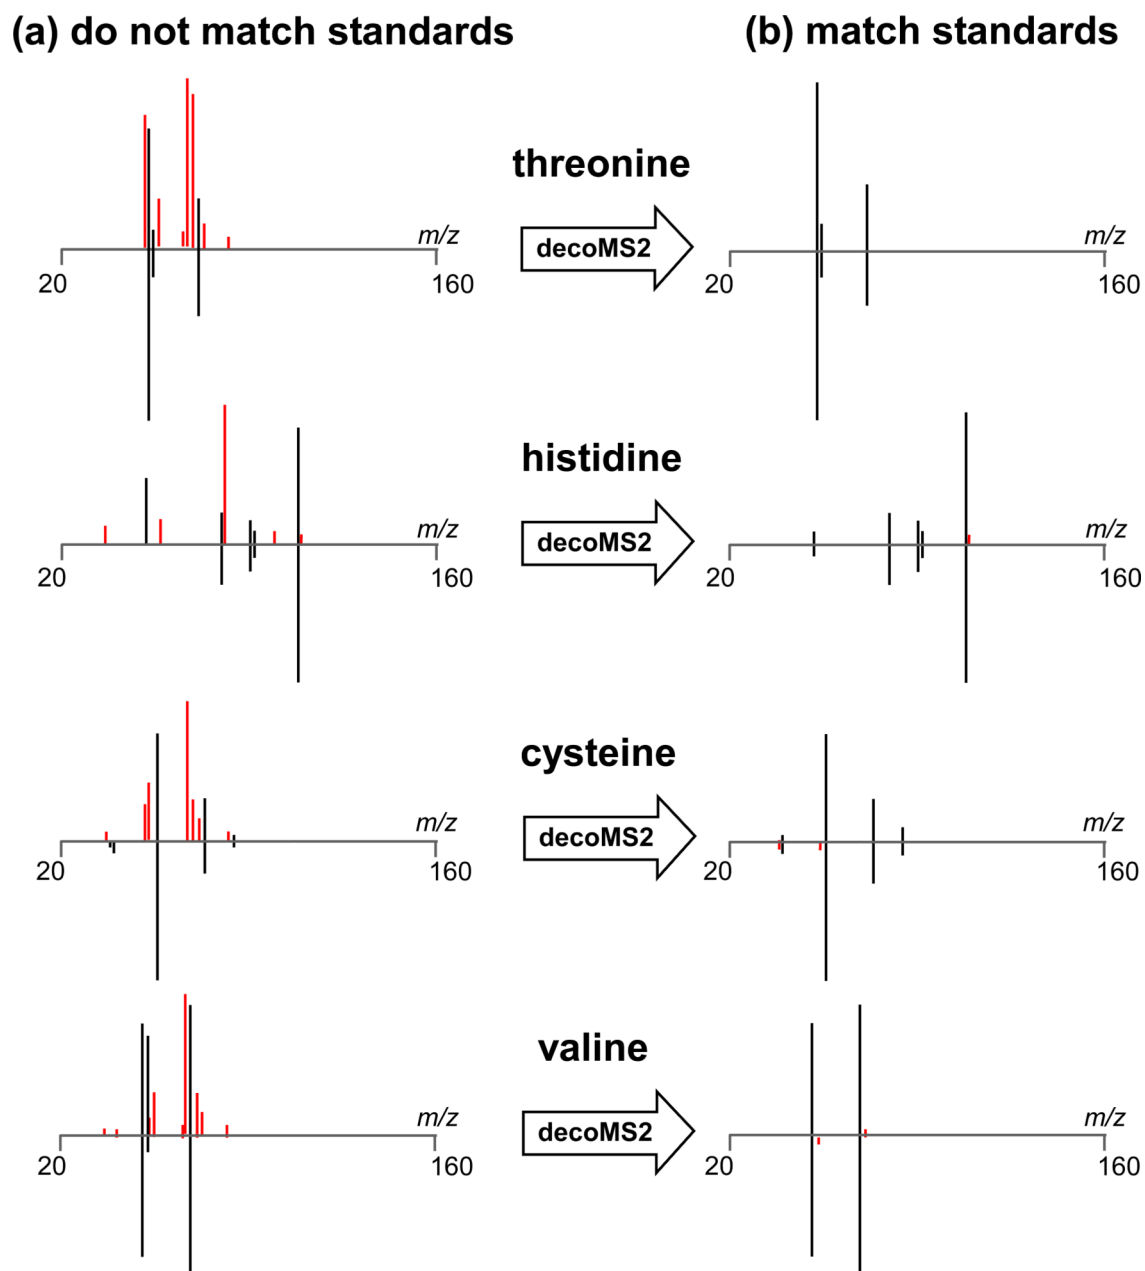 (a) do not match standards
(b) match standards
threonine
m/z
decoMS2
m/z
20
160
20
160
histidine
m/z
decoMS2
m/z
20
160
20
160
cysteine
m/z
decoMS2
m/z
20
160
20
160
valine
m/z
decoMS2
m/z
20
160
20
160